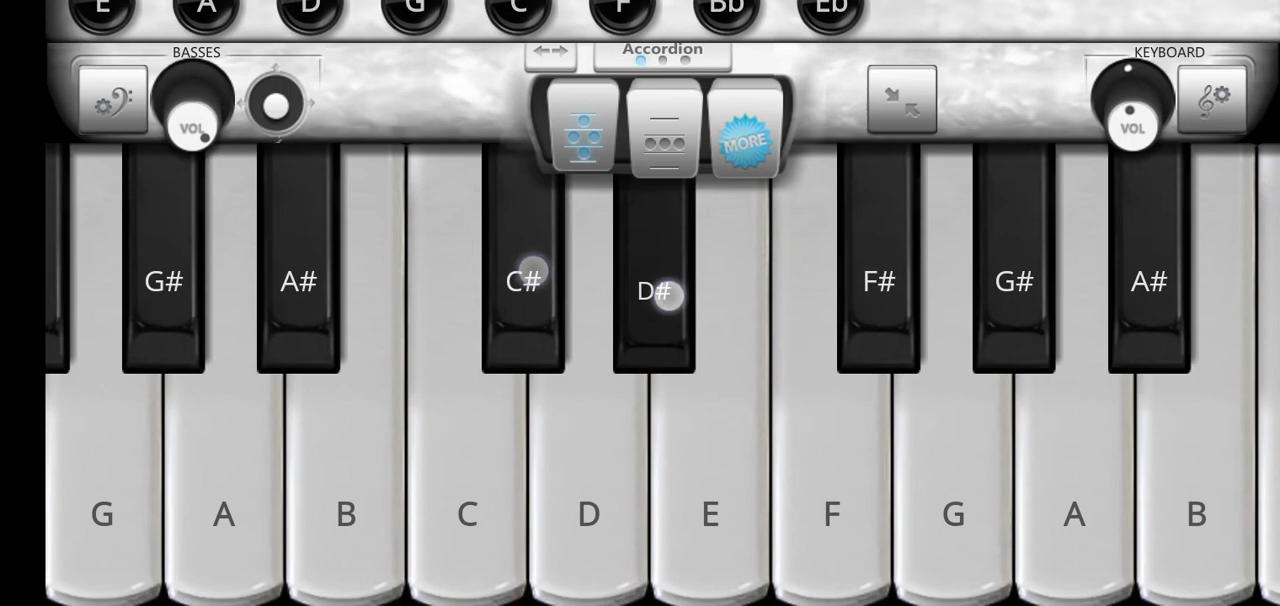 E A D G C F Bb Eb
BASSES
Accordion
KEYBOARD
VOL
MORE
VOL
G# A# C# D# F# G# A#
G A B C D E F G A B